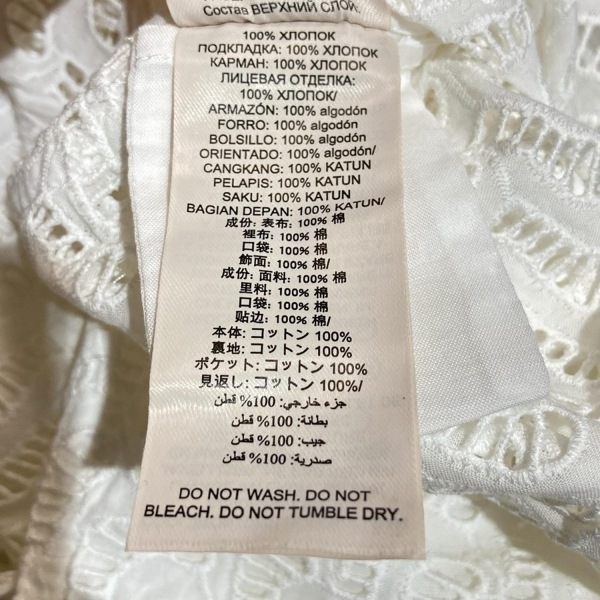 Состав ВЕРХНИЙ СЛОЙ:
100% ХЛОПОК
ПОДКЛАДКА: 100% ХЛОПОК
КАРМАН: 100% ХЛОПОК
ЛИЦЕВАЯ ОТДЕЛКА:
100% ХЛОПОК/
ARMAZÓN: 100% algodón
FORRO: 100% algodón
BOLSILLO: 100% algodón
ORIENTADO: 100% algodón/
CANGKANG: 100% KATUN
PELAPIS: 100% KATUN
SAKU: 100% KATUN
BAGIAN DEPAN: 100% KATUN/
成份: 表布: 100% 棉
裡布: 100% 棉
口袋: 100% 棉
飾面: 100% 棉/
成份: 面料: 100% 棉
里料: 100% 棉
口袋: 100% 棉
贴边: 100% 棉/
本体: コットン 100%
裏地: コットン 100%
ポケット: コットン 100%
見返し: コットン 100%/
جزء خارجي: 100% قطن
بطانة: 100% قطن
جيب: 100% قطن
صدرية: 100% قطن
DO NOT WASH. DO NOT
BLEACH. DO NOT TUMBLE DRY.